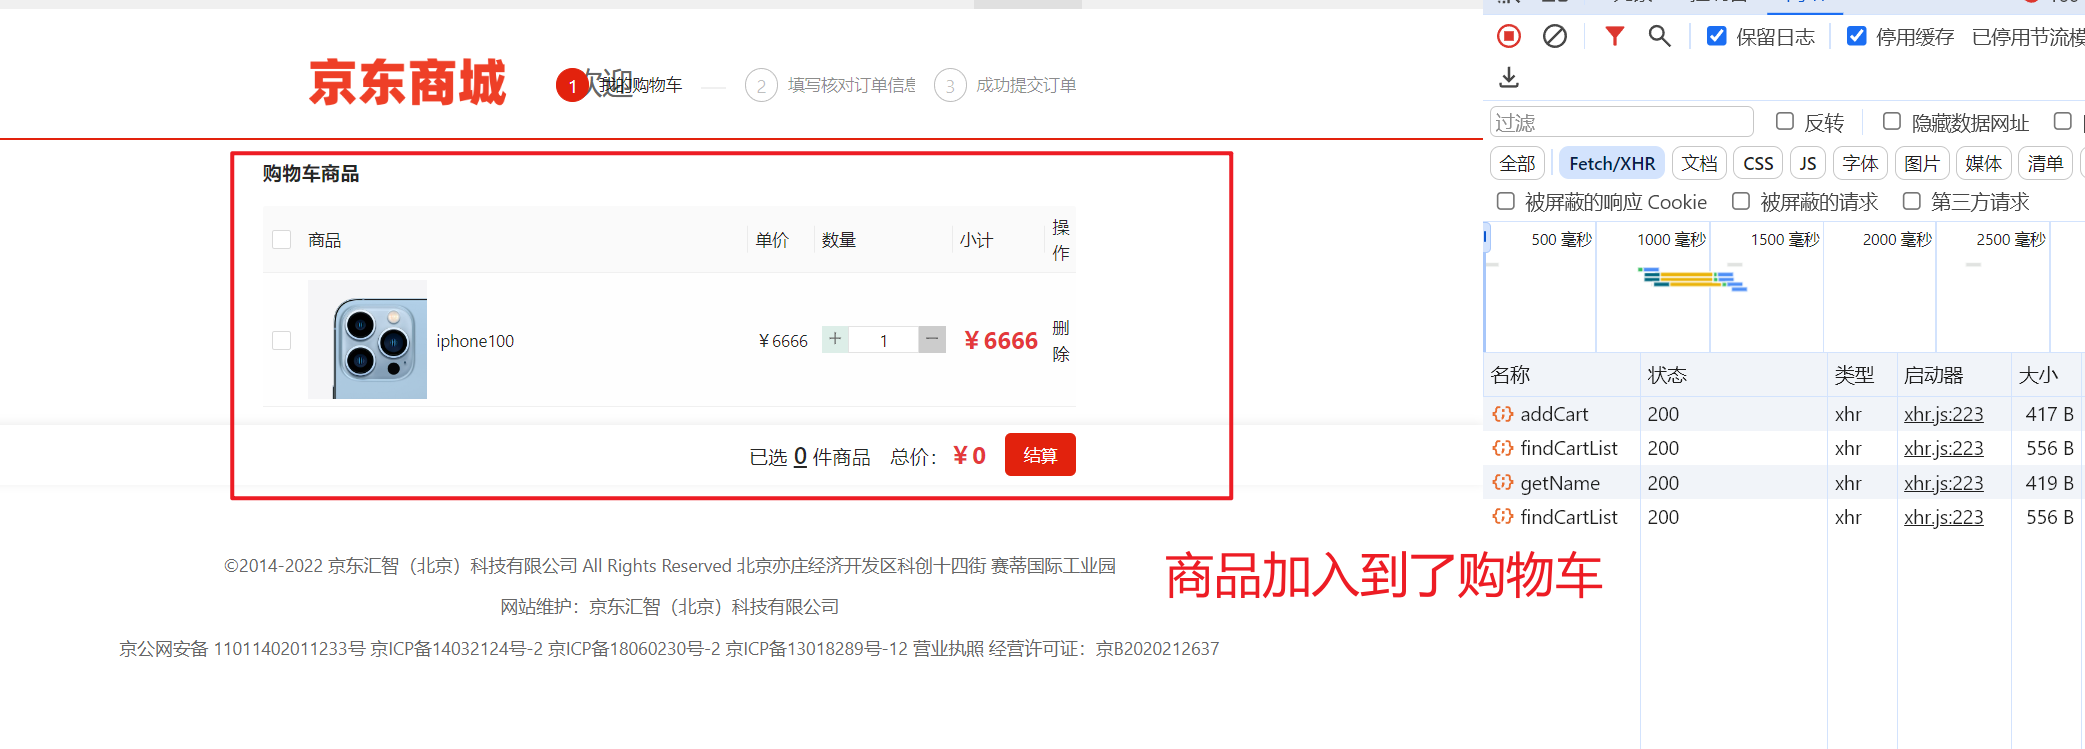 京东商城
欢迎
1 我的购物车
2 填写核对订单信息
3 成功提交订单
购物车商品
商品 单价 数量 小计 操作
iphone100 ￥6666 + 1 － ￥6666 删除
已选 0 件商品 总价： ￥0 结算
©2014-2022 京东汇智（北京）科技有限公司 All Rights Reserved 北京亦庄经济开发区科创十四街 赛蒂国际工业园
网站维护：京东汇智（北京）科技有限公司
京公网安备 11011402011233号 京ICP备14032124号-2 京ICP备18060230号-2 京ICP备13018289号-12 营业执照 经营许可证：京B2020212637
商品加入到了购物车
保留日志 停用缓存 已停用节流模
过滤 反转 隐藏数据网址
全部 Fetch/XHR 文档 CSS JS 字体 图片 媒体 清单
被屏蔽的响应 Cookie 被屏蔽的请求 第三方请求
500 毫秒 1000 毫秒 1500 毫秒 2000 毫秒 2500 毫秒
名称 状态 类型 启动器 大小
addCart 200 xhr xhr.js:223 417 B
findCartList 200 xhr xhr.js:223 556 B
getName 200 xhr xhr.js:223 419 B
findCartList 200 xhr xhr.js:223 556 B